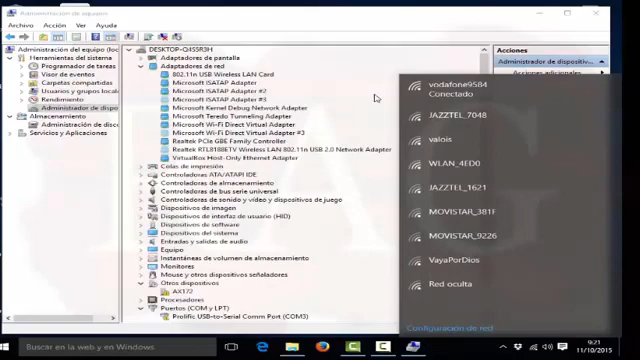 Administración de equipos
Archivo Acción Ver Ayuda
Administración del equipo (loc
Herramientas del sistema
Programador de tareas
Visor de eventos
Carpetas compartidas
Usuarios y grupos locale
Rendimiento
Administrador de dispo
Almacenamiento
Administración de disco
Servicios y Aplicaciones
DESKTOP-Q455R3H
Adaptadores de pantalla
Adaptadores de red
802.11n USB Wireless LAN Card
Microsoft ISATAP Adapter
Microsoft ISATAP Adapter #2
Microsoft ISATAP Adapter #3
Microsoft Kernel Debug Network Adapter
Microsoft Teredo Tunneling Adapter
Microsoft Wi-Fi Direct Virtual Adapter
Microsoft Wi-Fi Direct Virtual Adapter #3
Realtek PCIe GBE Family Controller
Realtek RTL8188ETV Wireless LAN 802.11n USB 2.0 Network Adapter
VirtualBox Host-Only Ethernet Adapter
Colas de impresión
Controladoras ATA/ATAPI IDE
Controladoras de almacenamiento
Controladoras de bus serie universal
Controladoras de sonido y vídeo y dispositivos de juego
Dispositivos de imagen
Dispositivos de interfaz de usuario (HID)
Dispositivos de software
Dispositivos del sistema
Entradas y salidas de audio
Equipo
Instantáneas de volumen de almacenamiento
Monitores
Mouse y otros dispositivos señaladores
Otros dispositivos
AX172
Procesadores
Puertos (COM y LPT)
Prolific USB-to-Serial Comm Port (COM3)
Acciones
Administrador de dispositiv...
Acciones adicionales
vodafone9584
Conectado
JAZZTEL_7048
valois
WLAN_4ED0
JAZZTEL_1621
MOVISTAR_381F
MOVISTAR_9226
VayaPorDios
Red oculta
Configuración de red
Buscar en la web y en Windows
9:21
11/10/2015